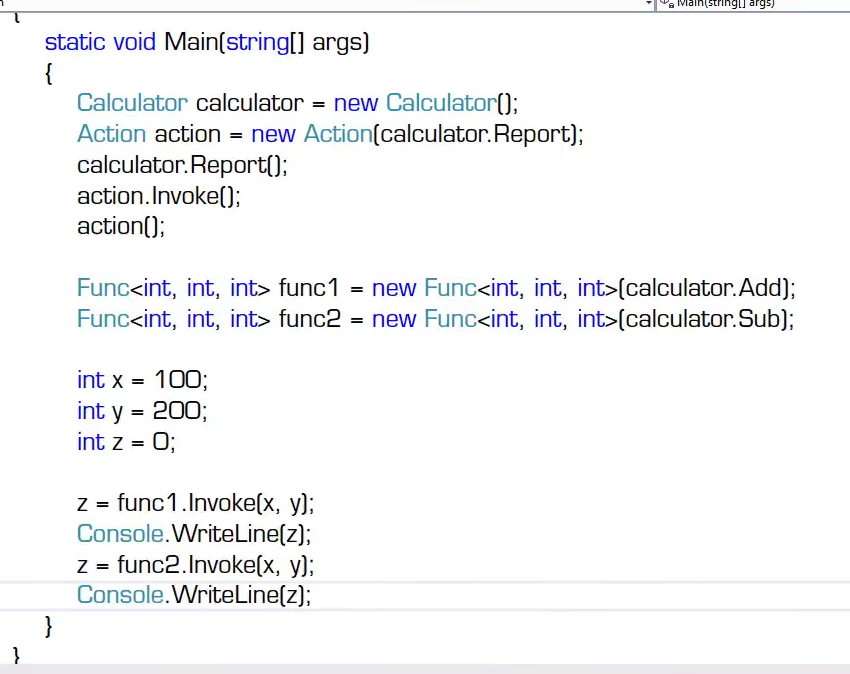 Main(string[] args)
{
static void Main(string[] args)
{
Calculator calculator = new Calculator();
Action action = new Action(calculator.Report);
calculator.Report();
action.Invoke();
action();
Func<int, int, int> func1 = new Func<int, int, int>(calculator.Add);
Func<int, int, int> func2 = new Func<int, int, int>(calculator.Sub);
int x = 100;
int y = 200;
int z = 0;
z = func1.Invoke(x, y);
Console.WriteLine(z);
z = func2.Invoke(x, y);
Console.WriteLine(z);
}
}